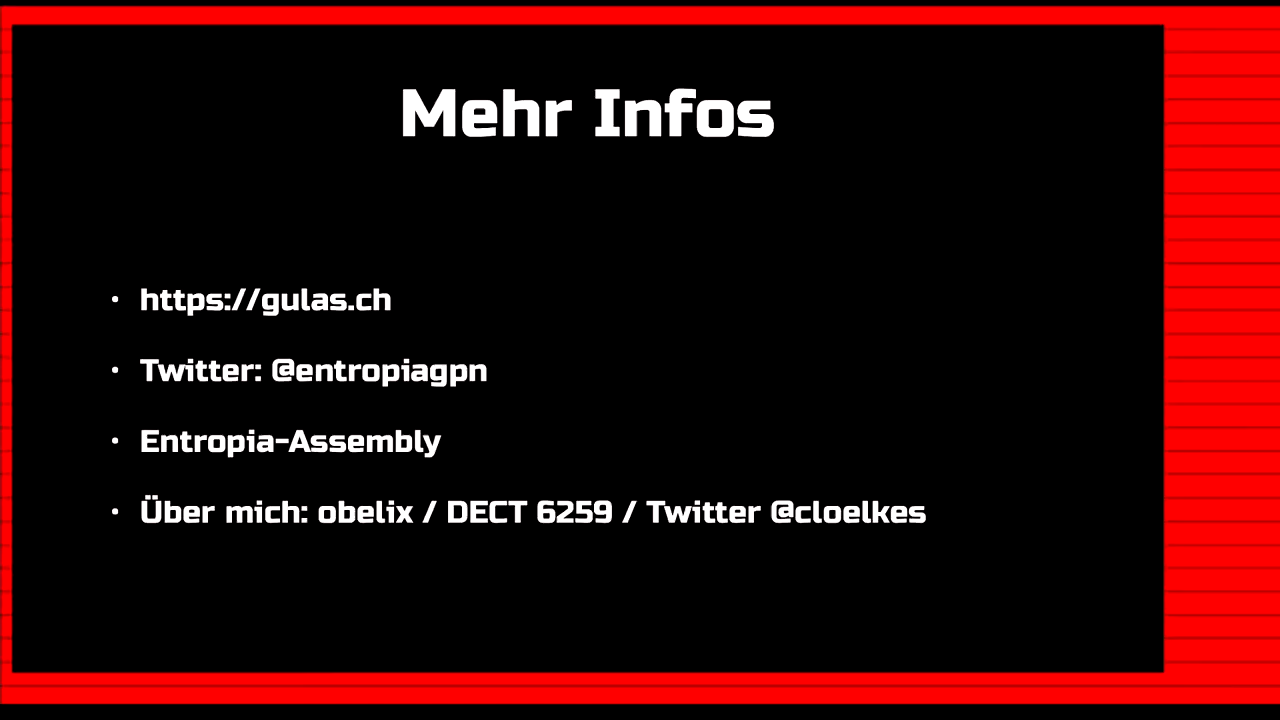 Mehr Infos
• https://gulas.ch
• Twitter: @entropiagpn
• Entropia-Assembly
• Über mich: obelix / DECT 6259 / Twitter @cloelkes